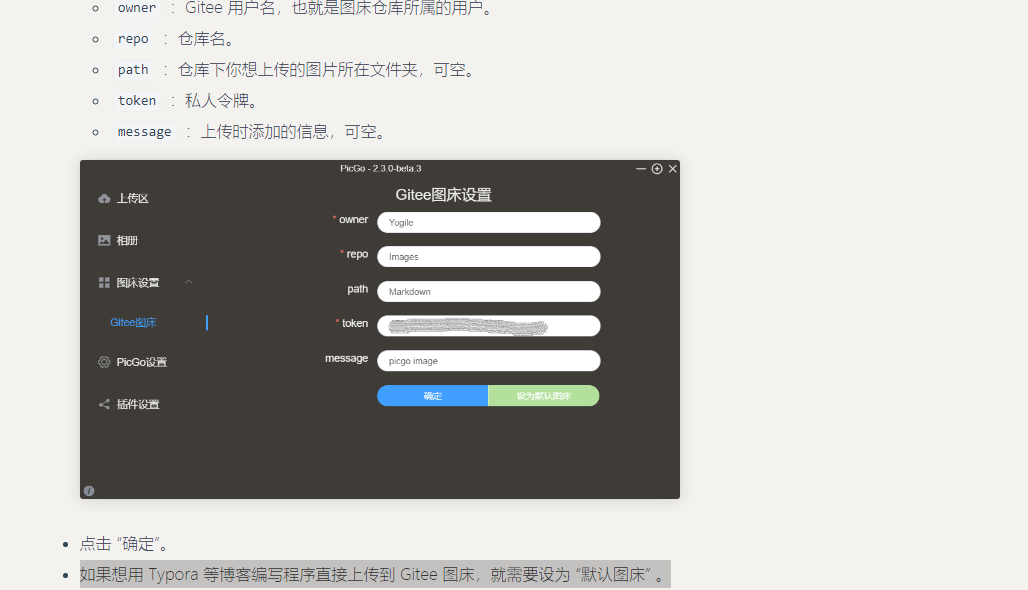 owner ： Gitee 用户名，也就是图床仓库所属的用户。
repo ： 仓库名。
path ： 仓库下你想上传的图片所在文件夹，可空。
token ： 私人令牌。
message ： 上传时添加的信息，可空。
PicGo - 2.3.0-beta.3
上传区
相册
图床设置
Gitee图床
PicGo设置
插件设置
Gitee图床设置
* owner Yogile
* repo Images
path Markdown
* token
message picgo image
确定 设为默认图床
点击 “确定”。
如果想用 Typora 等博客编写程序直接上传到 Gitee 图床，就需要设为 “默认图床” 。